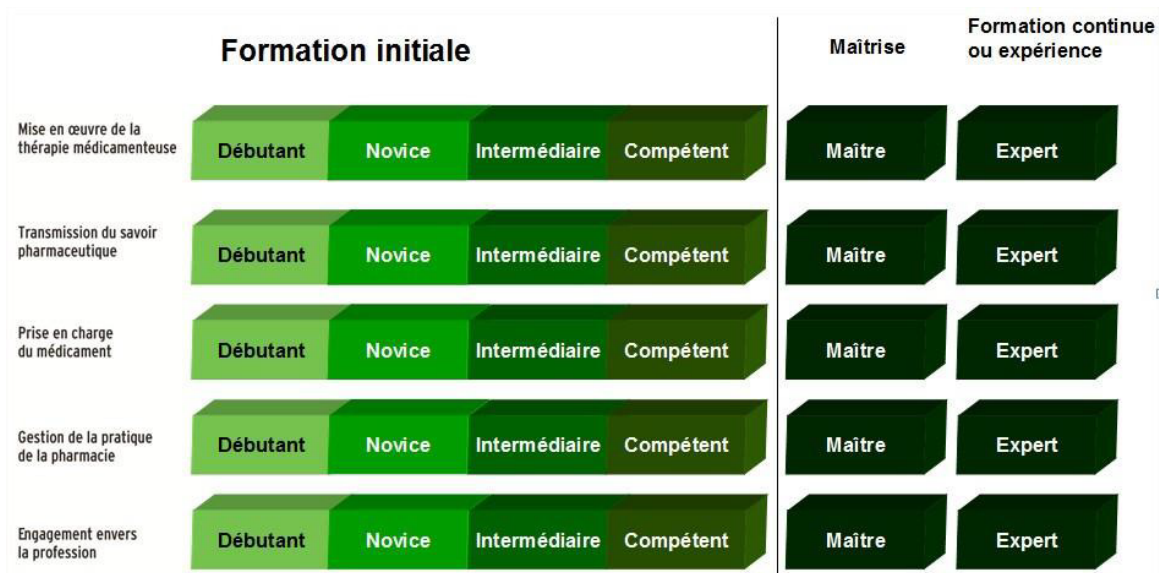 Formation initiale
Maîtrise
Formation continue
ou expérience
Mise en œuvre de la
thérapie médicamenteuse
Débutant
Novice
Intermédiaire
Compétent
Maître
Expert
Transmission du savoir
pharmaceutique
Débutant
Novice
Intermédiaire
Compétent
Maître
Expert
Prise en charge
du médicament
Débutant
Novice
Intermédiaire
Compétent
Maître
Expert
Gestion de la pratique
de la pharmacie
Débutant
Novice
Intermédiaire
Compétent
Maître
Expert
Engagement envers
la profession
Débutant
Novice
Intermédiaire
Compétent
Maître
Expert